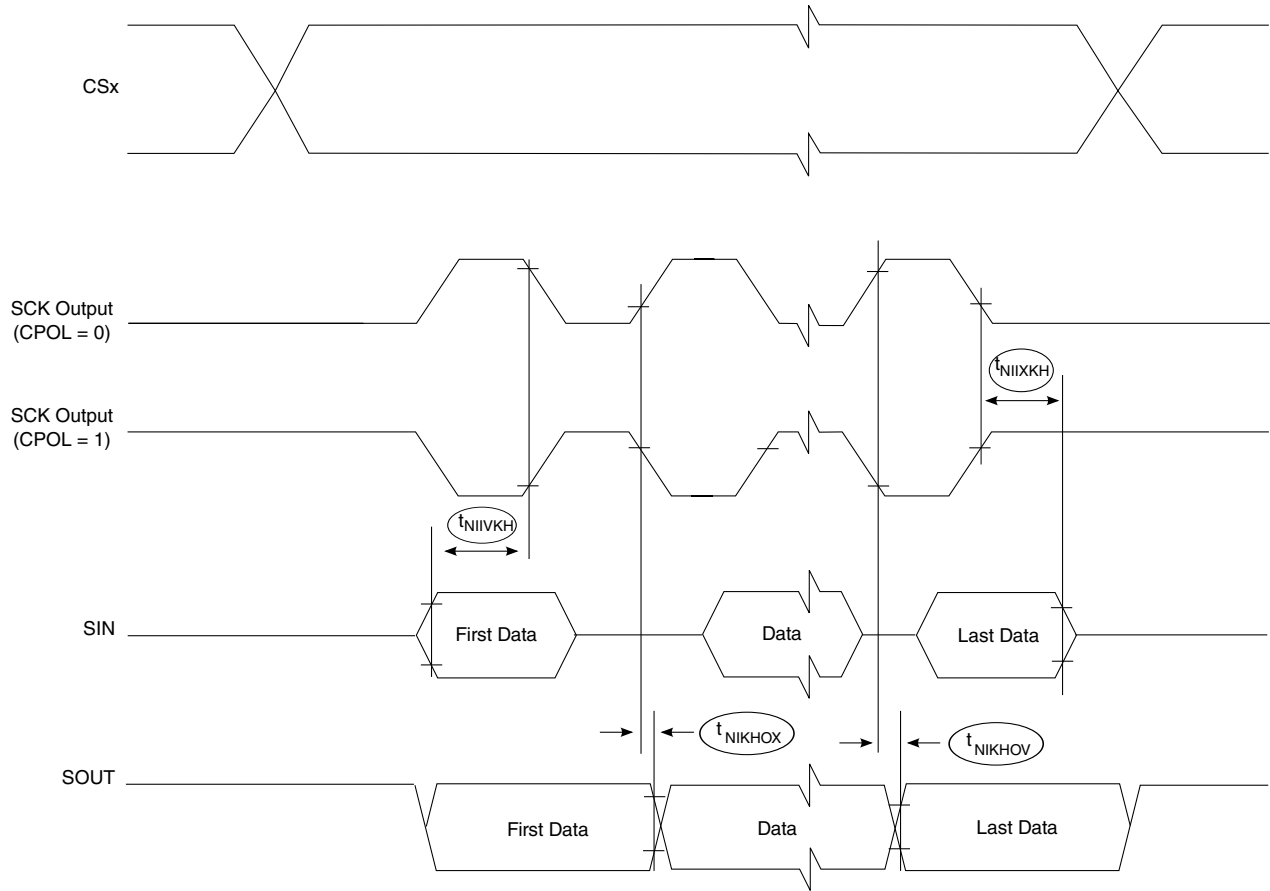 CSx
SCK Output
(CPOL = 0)
tNIIXKH
SCK Output
(CPOL = 1)
tNIIVKH
SIN
First Data
Data
Last Data
tNIKHOX
tNIKHOV
SOUT
First Data
Data
Last Data